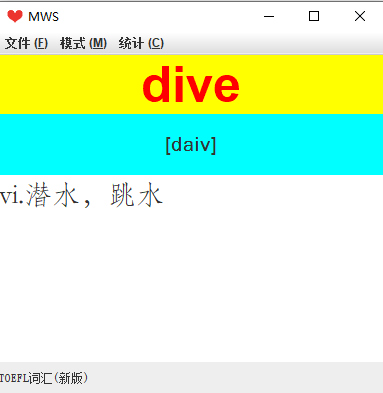 MWS
文件 (F) 模式 (M) 统计 (C)
dive
[daiv]
vi.潜水，跳水
TOEFL词汇(新版)